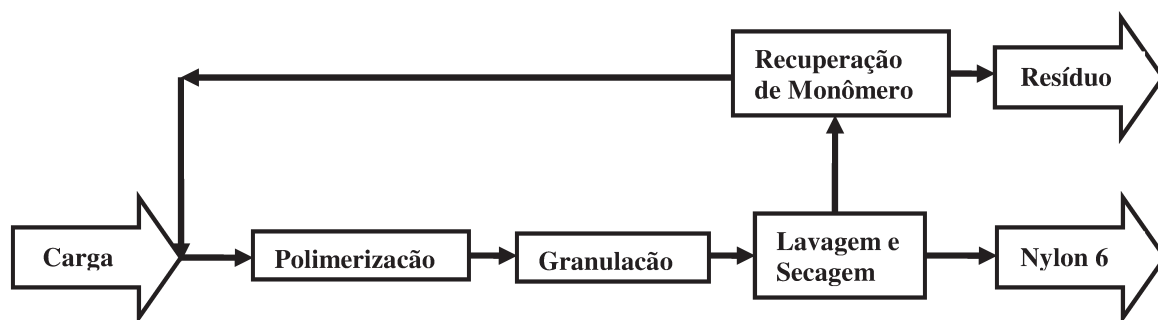 Recuperação
de Monômero
Resíduo
Carga
Polimerizacão
Granulacão
Lavagem e
Secagem
Nylon 6